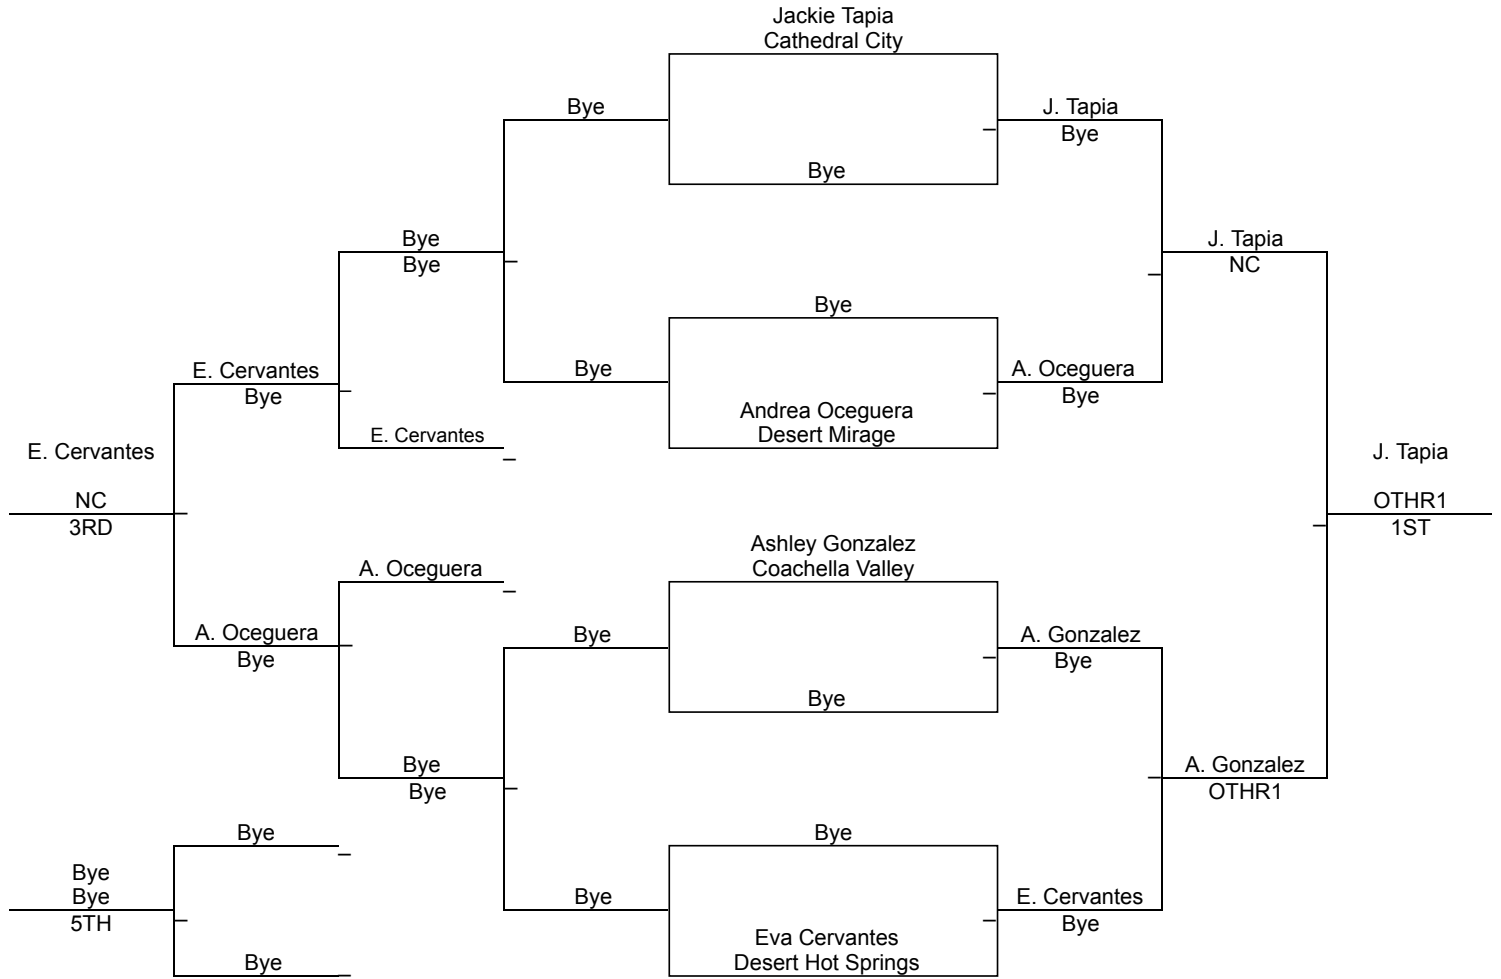 Jackie Tapia
Cathedral City
Bye
J. Tapia
Bye
Bye
Bye
Bye
J. Tapia
NC
Bye
E. Cervantes
Bye
Bye
A. Oceguera
Bye
Andrea Oceguera
Desert Mirage
E. Cervantes
E. Cervantes
J. Tapia
NC
3RD
OTHR1
1ST
Ashley Gonzalez
Coachella Valley
A. Oceguera
A. Oceguera
Bye
Bye
A. Gonzalez
Bye
Bye
Bye
Bye
A. Gonzalez
OTHR1
Bye
Bye
Bye
Bye
5TH
Bye
E. Cervantes
Bye
Eva Cervantes
Desert Hot Springs
Bye